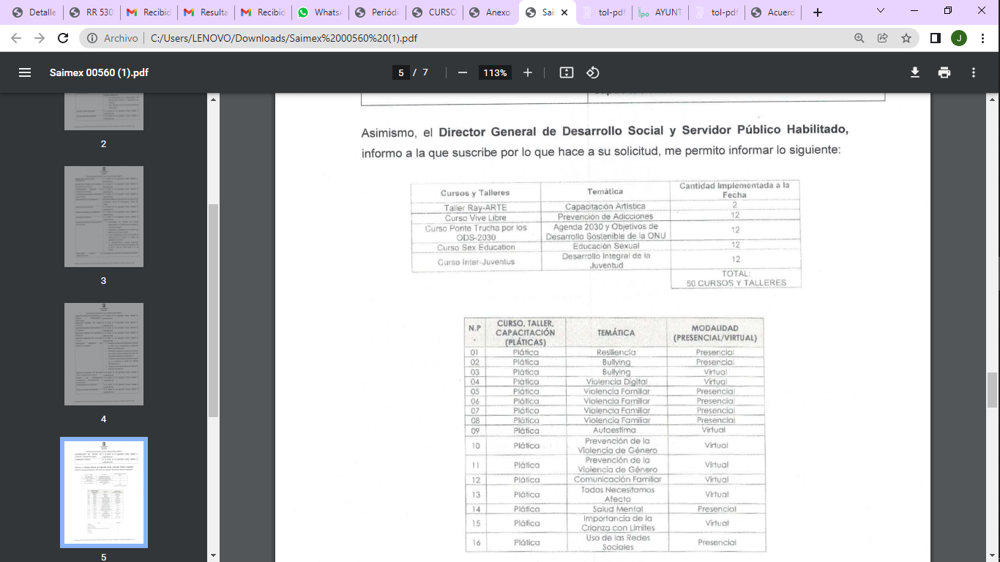 Detalle
RR 530
Recibid
Resulta
Recibid
WhatsA
Periódi
CURSO
Anexo
Sai
tol-pdf
AYUNT
tol-pdf
Acuerd
Archivo
C:/Users/LENOVO/Downloads/Saimex%2000560%20(1).pdf
J
Saimex 00560 (1).pdf
5 / 7
113%
2
3
4
5
Asimismo, el Director General de Desarrollo Social y Servidor Público Habilitado,
informo a la que suscribe por lo que hace a su solicitud, me permito informar lo siguiente:
Cursos y Talleres Temática Cantidad Implementada a la
Fecha
Taller Ray-ARTE Capacitación Artística 2
Curso Vive Libre Prevención de Adicciones 12
Curso Ponte Trucha por los Agenda 2030 y Objetivos de 12
ODS-2030 Desarrollo Sostenible de la ONU
Curso Sex Education Educación Sexual 12
Curso Inter-Juventus Desarrollo Integral de la 12
Juventud
TOTAL:
50 CURSOS Y TALLERES
N.P CURSO, TALLER, TEMÁTICA MODALIDAD
. CAPACITACIÓN (PRESENCIAL/VIRTUAL)
(PLÁTICAS)
01 Plática Resiliencia Presencial
02 Plática Bullying Presencial
03 Plática Bullying Virtual
04 Plática Violencia Digital Virtual
05 Plática Violencia Familiar Presencial
06 Plática Violencia Familiar Presencial
07 Plática Violencia Familiar Presencial
08 Plática Violencia Familiar Presencial
09 Plática Autoestima Virtual
10 Plática Prevención de la Virtual
Violencia de Género
11 Plática Prevención de la Virtual
Violencia de Género
12 Plática Comunicación Familiar Virtual
13 Plática Todos Necesitamos Virtual
Afecto
14 Plática Salud Mental Presencial
15 Plática Importancia de la Virtual
Crianza con Límites
16 Plática Uso de las Redes Presencial
Sociales